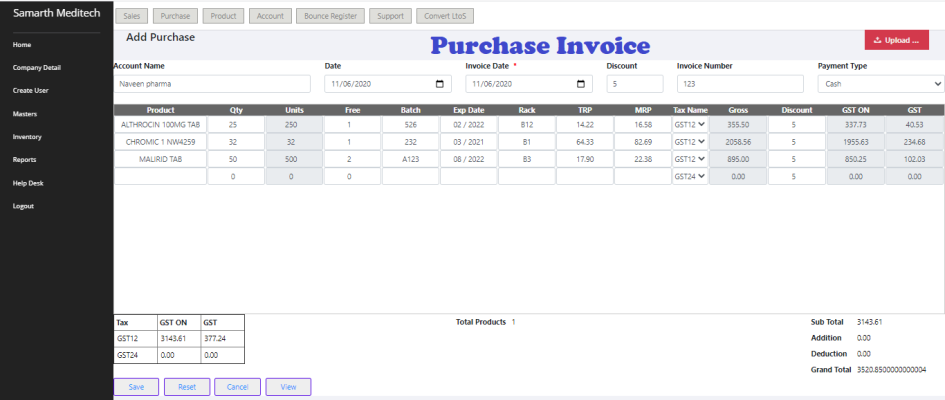 Samarth Meditech
Sales Purchase Product Account Bounce Register Support Convert LtoS
Home
Company Detail
Create User
Masters
Inventory
Reports
Help Desk
Logout
Add Purchase
Purchase Invoice
Upload ...
Account Name Date Invoice Date * Discount Invoice Number Payment Type
Naveen pharma 11/06/2020 11/06/2020 5 123 Cash
Product Qty Units Free Batch Exp Date Rack TRP MRP Tax Name Gross Discount GST ON GST
ALTHROCIN 100MG TAB 25 250 1 526 02 / 2022 B12 14.22 16.58 GST12 355.50 5 337.73 40.53
CHROMIC 1 NW4259 32 32 1 232 03 / 2021 B1 64.33 82.69 GST12 2058.56 5 1955.63 234.68
MALIRID TAB 50 500 2 A123 08 / 2022 B3 17.90 22.38 GST12 895.00 5 850.25 102.03
0 0 0 GST24 0.00 5 0.00 0.00
Tax GST ON GST
GST12 3143.61 377.24
GST24 0.00 0.00
Total Products 1
Sub Total 3143.61
Addition 0.00
Deduction 0.00
Grand Total 3520.8500000000004
Save Reset Cancel View